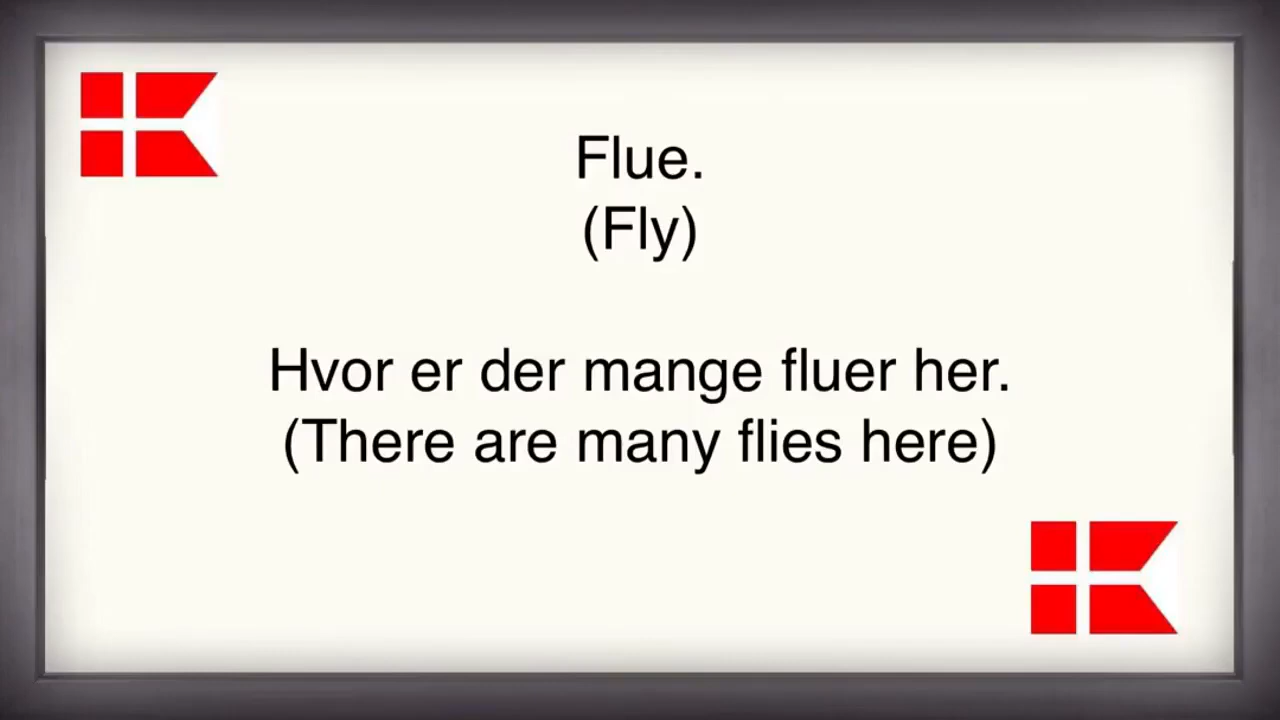 Flue.
(Fly)
Hvor er der mange fluer her.
(There are many flies here)